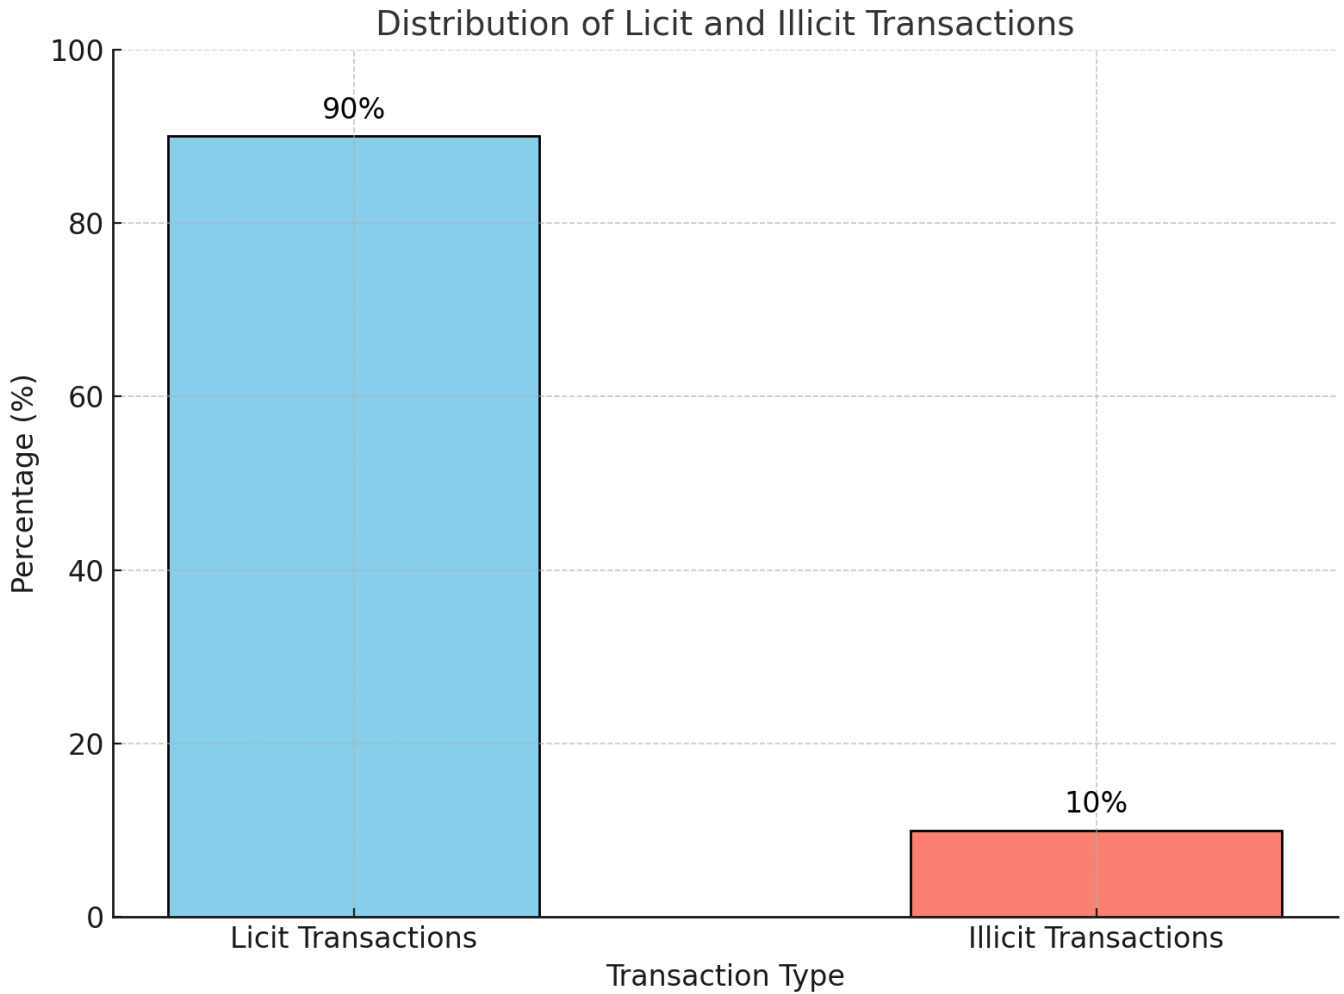 Distribution of Licit and Illicit Transactions
100
90%
80
60
Percentage (%)
40
20
10%
0
Licit Transactions
Illicit Transactions
Transaction Type